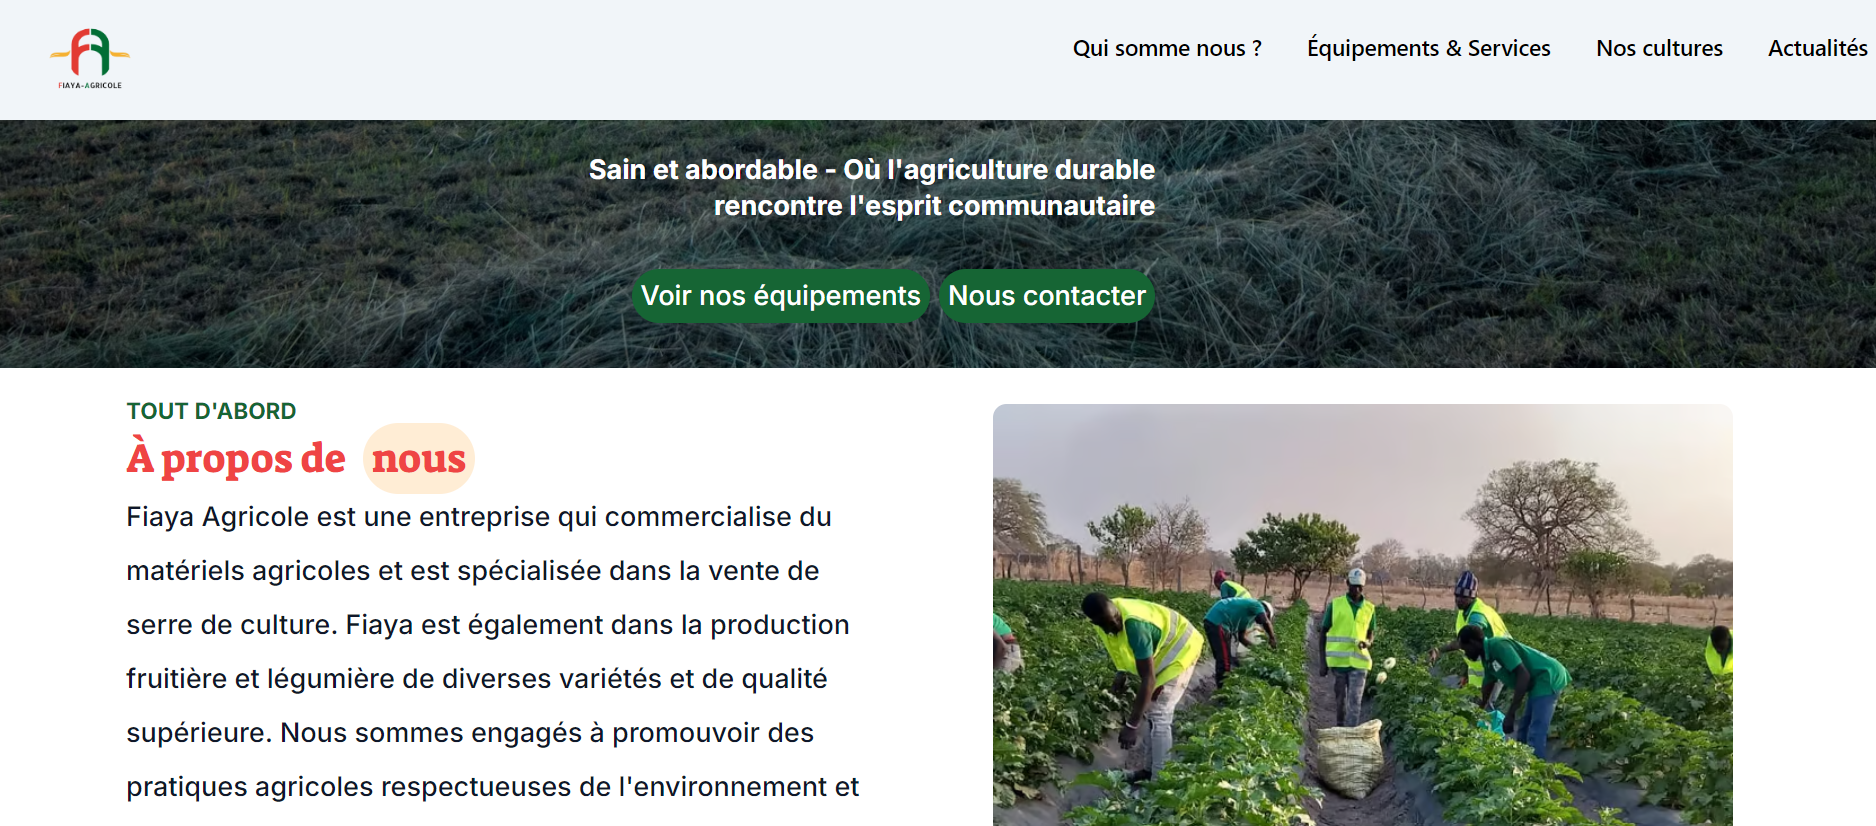 FIAYA-AGRICOLE
Qui somme nous ?
Équipements & Services
Nos cultures
Actualités
Sain et abordable - Où l'agriculture durable
rencontre l'esprit communautaire
Voir nos équipements
Nous contacter
TOUT D'ABORD
À propos de nous
Fiaya Agricole est une entreprise qui commercialise du
matériels agricoles et est spécialisée dans la vente de
serre de culture. Fiaya est également dans la production
fruitière et légumière de diverses variétés et de qualité
supérieure. Nous sommes engagés à promouvoir des
pratiques agricoles respectueuses de l'environnement et